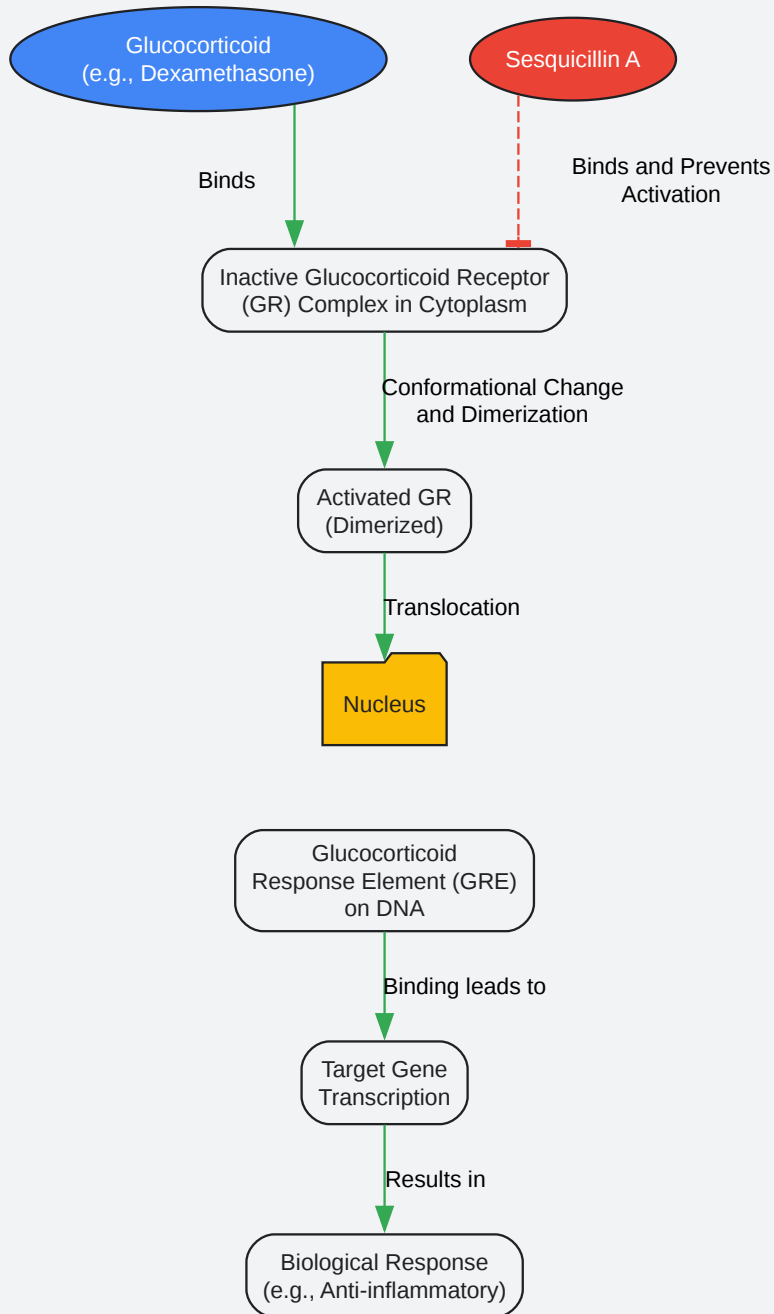 Glucocorticoid
(e.g., Dexamethasone)
Sesquicillin A
Binds
Binds and Prevents
Activation
Inactive Glucocorticoid Receptor
(GR) Complex in Cytoplasm
Conformational Change
and Dimerization
Activated GR
(Dimerized)
Translocation
Nucleus
Glucocorticoid
Response Element (GRE)
on DNA
Binding leads to
Target Gene
Transcription
Results in
Biological Response
(e.g., Anti-inflammatory)